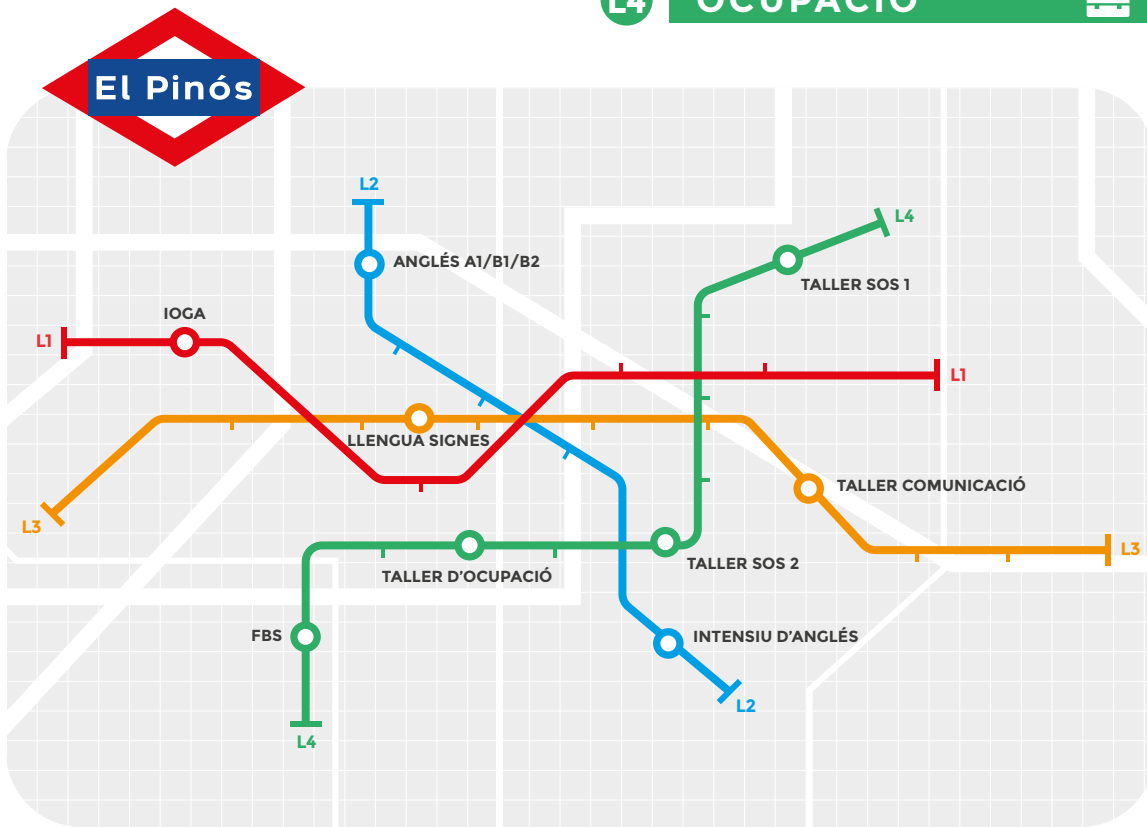 L4 OCUPACIÓ
El Pinós
L2
L4
ANGLÉS A1/B1/B2
TALLER SOS 1
IOGA
L1
L1
LLENGUA SIGNES
TALLER COMUNICACIÓ
L3
L3
TALLER SOS 2
TALLER D'OCUPACIÓ
FBS
INTENSIU D'ANGLÉS
L2
L4